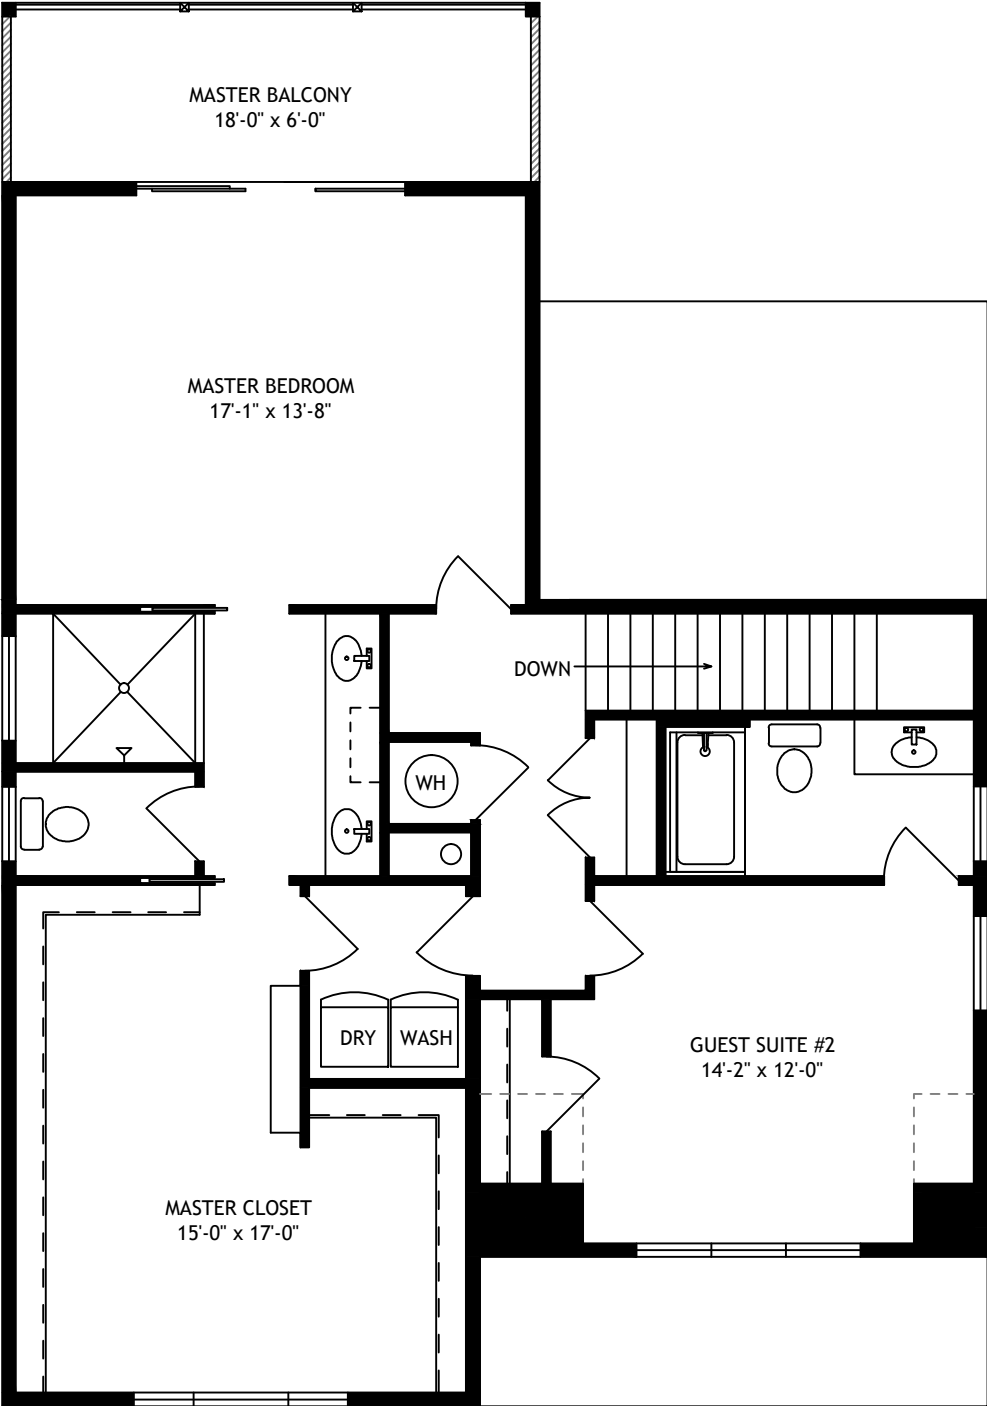 MASTER BALCONY
18'-0" x 6'-0"
MASTER BEDROOM
17'-1" x 13'-8"
DOWN
WH
DRY
WASH
GUEST SUITE #2
14'-2" x 12'-0"
MASTER CLOSET
15'-0" x 17'-0"